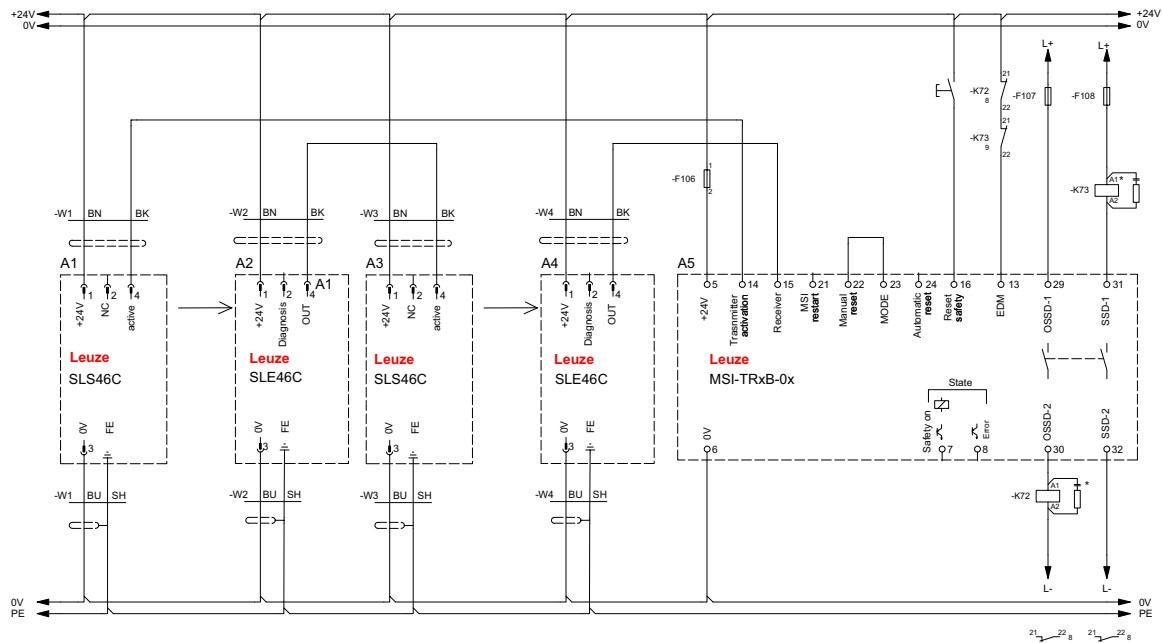 +24V +24V
0V 0V
L+ L+
21
-K72 -F107 -F108
8
22
21
-K73
9
22
1
-F106
2
A1 *
-K73
A2
-W1 BN BK -W2 BN BK -W3 BN BK -W4 BN BK
A1 A2 A1 A3 A4 A5
1 2 4 1 2 4 1 2 4 1 2 4 5 14 15 21 22 23 24 16 13 29 31
+24V NC active
+24V Diagnosis OUT
+24V NC active
+24V Diagnosis OUT
+24V
Trasnmitter activation
Receiver
MSI restart
Manual reset
MODE
Automatic reset
Reset safety
EDM
OSSD-1
SSD-1
Leuze Leuze Leuze Leuze Leuze
SLS46C SLE46C SLS46C SLE46C MSI-TRxB-0x
State
0V FE 0V FE 0V FE 0V FE 0V
Safety on
Error
OSSD-2
SSD-2
3 3 3 3 6 7 8 30 32
-W1 BU SH -W2 BU SH -W3 BU SH -W4 BU SH
A1 *
-K72
A2
L- L-
0V 0V
PE PE
21 22 8 21 22 8